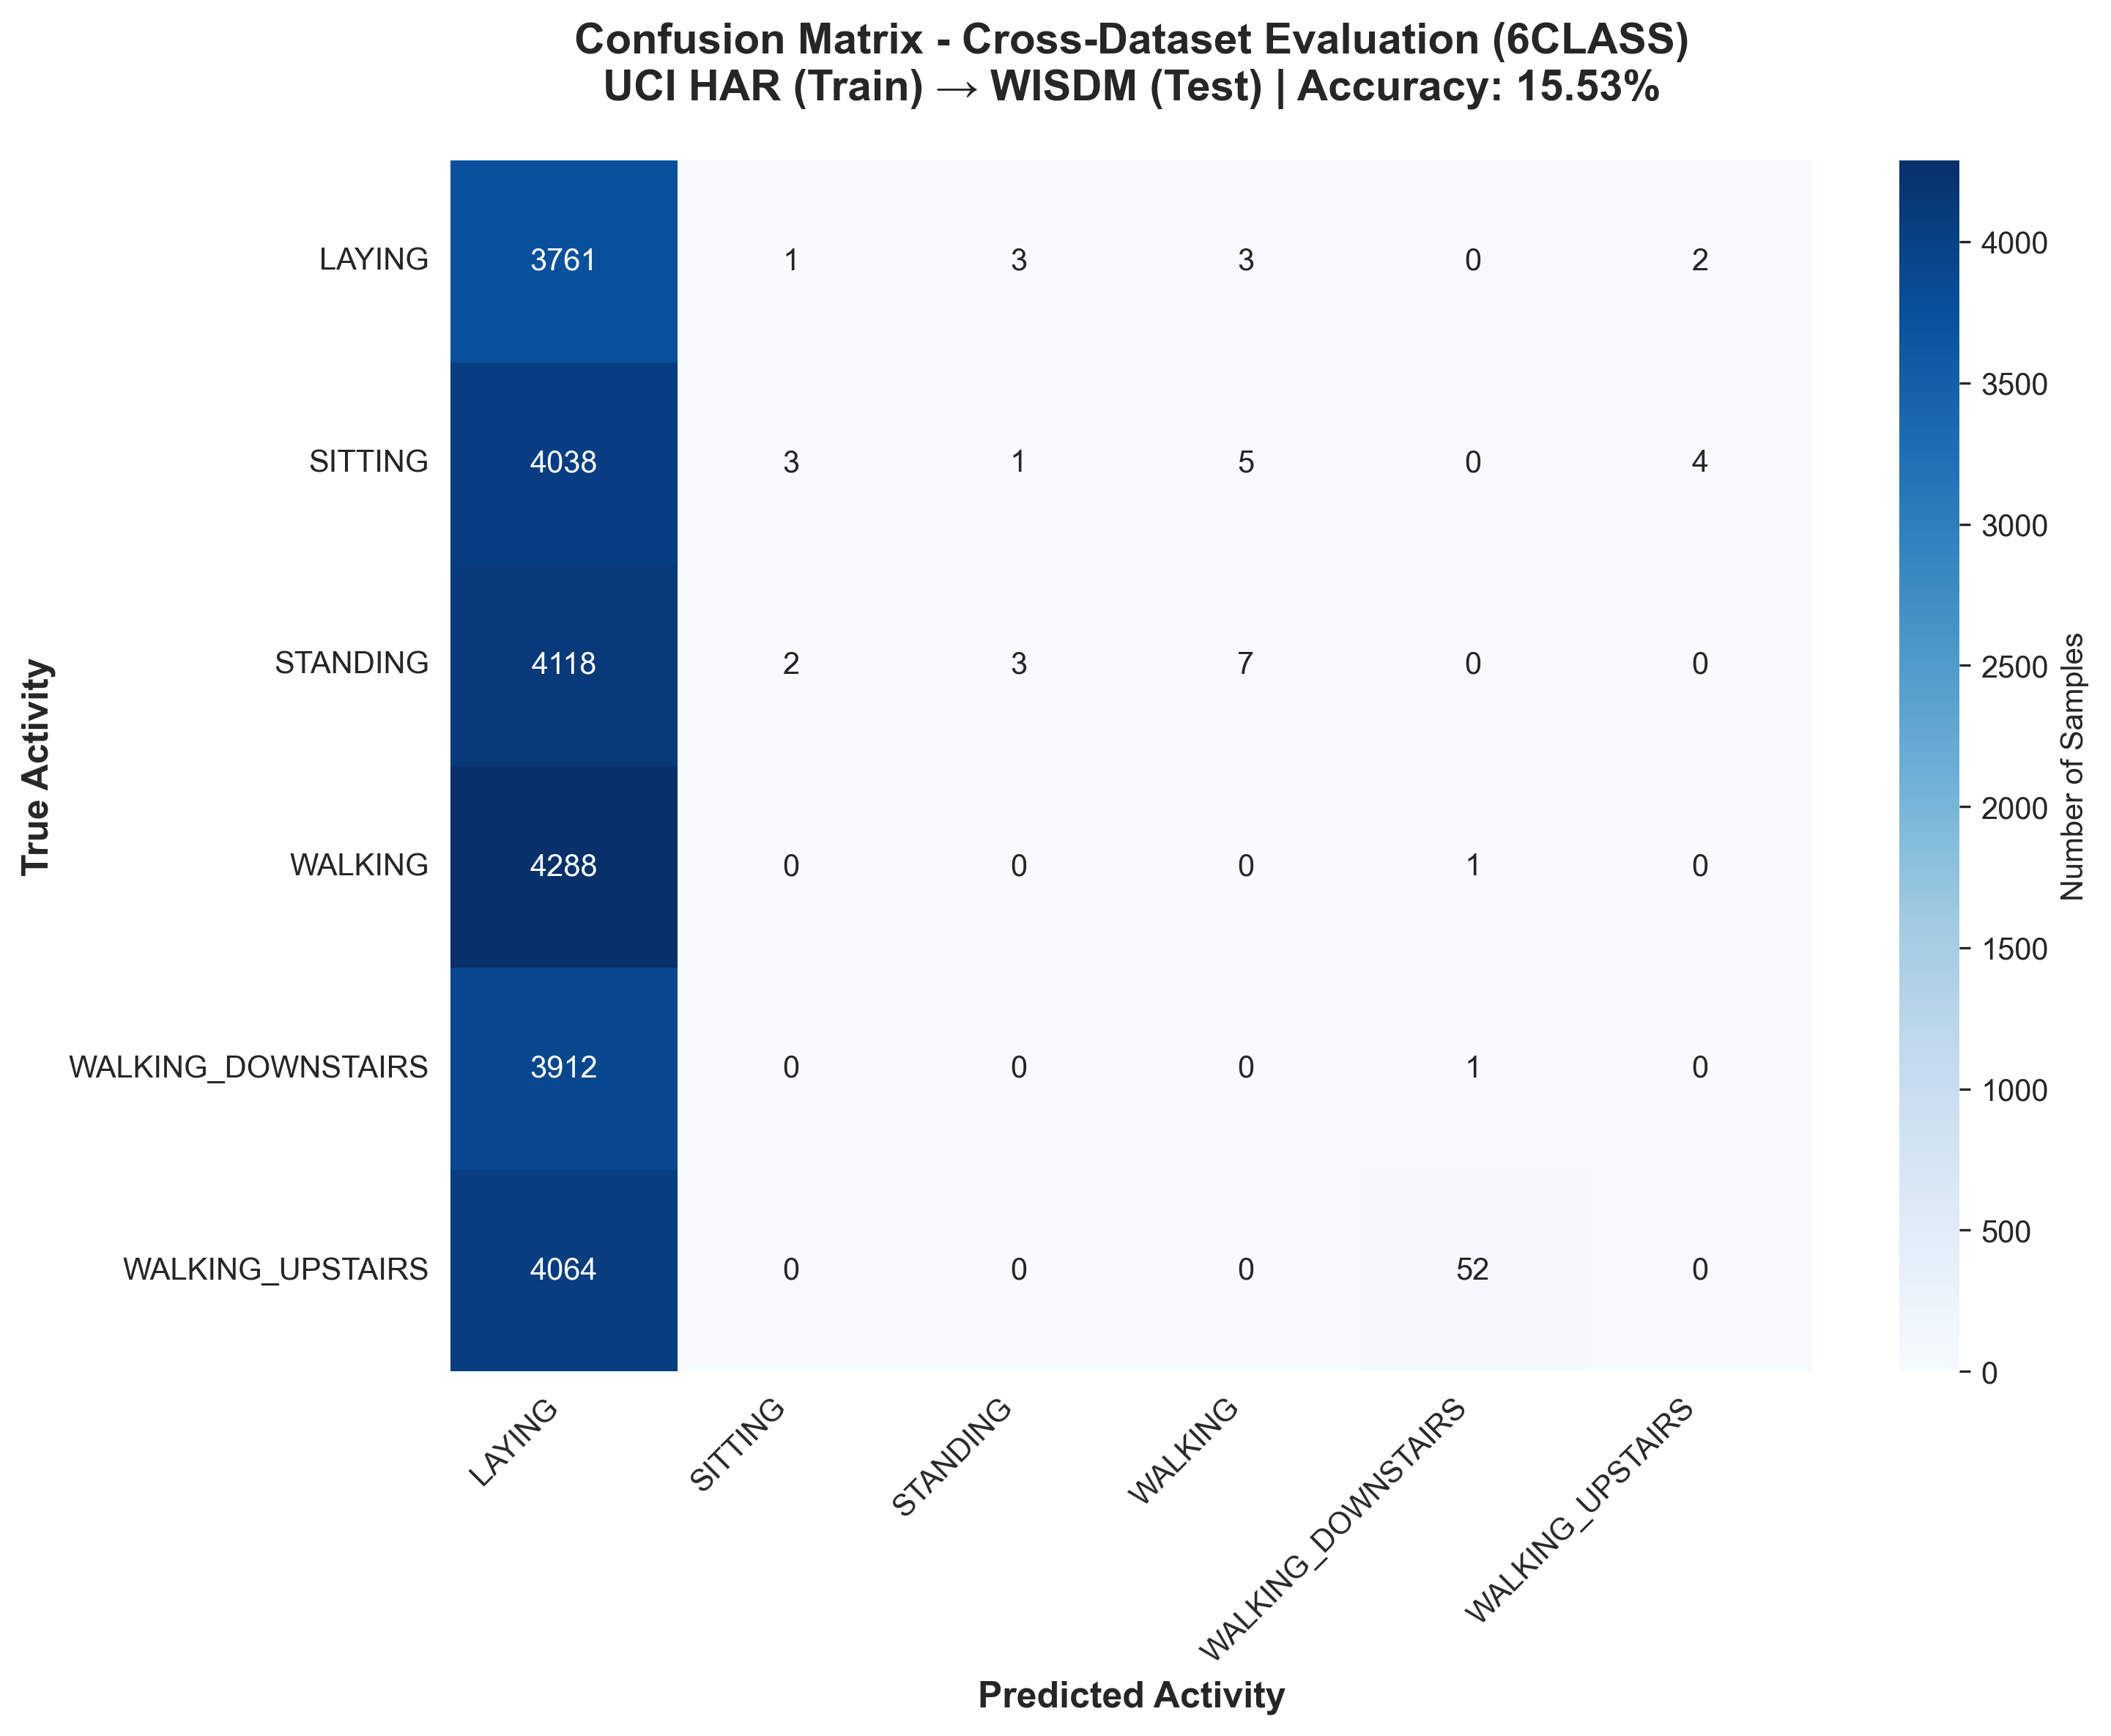 Confusion Matrix - Cross-Dataset Evaluation (6CLASS)
UCI HAR (Train) → WISDM (Test) | Accuracy: 15.53%
True Activity
LAYING 3761 1 3 3 0 2
SITTING 4038 3 1 5 0 4
STANDING 4118 2 3 7 0 0
WALKING 4288 0 0 0 1 0
WALKING_DOWNSTAIRS 3912 0 0 0 1 0
WALKING_UPSTAIRS 4064 0 0 0 52 0
LAYING
SITTING
STANDING
WALKING
WALKING_DOWNSTAIRS
WALKING_UPSTAIRS
Predicted Activity
4000
3500
3000
2500
2000
1500
1000
500
0
Number of Samples